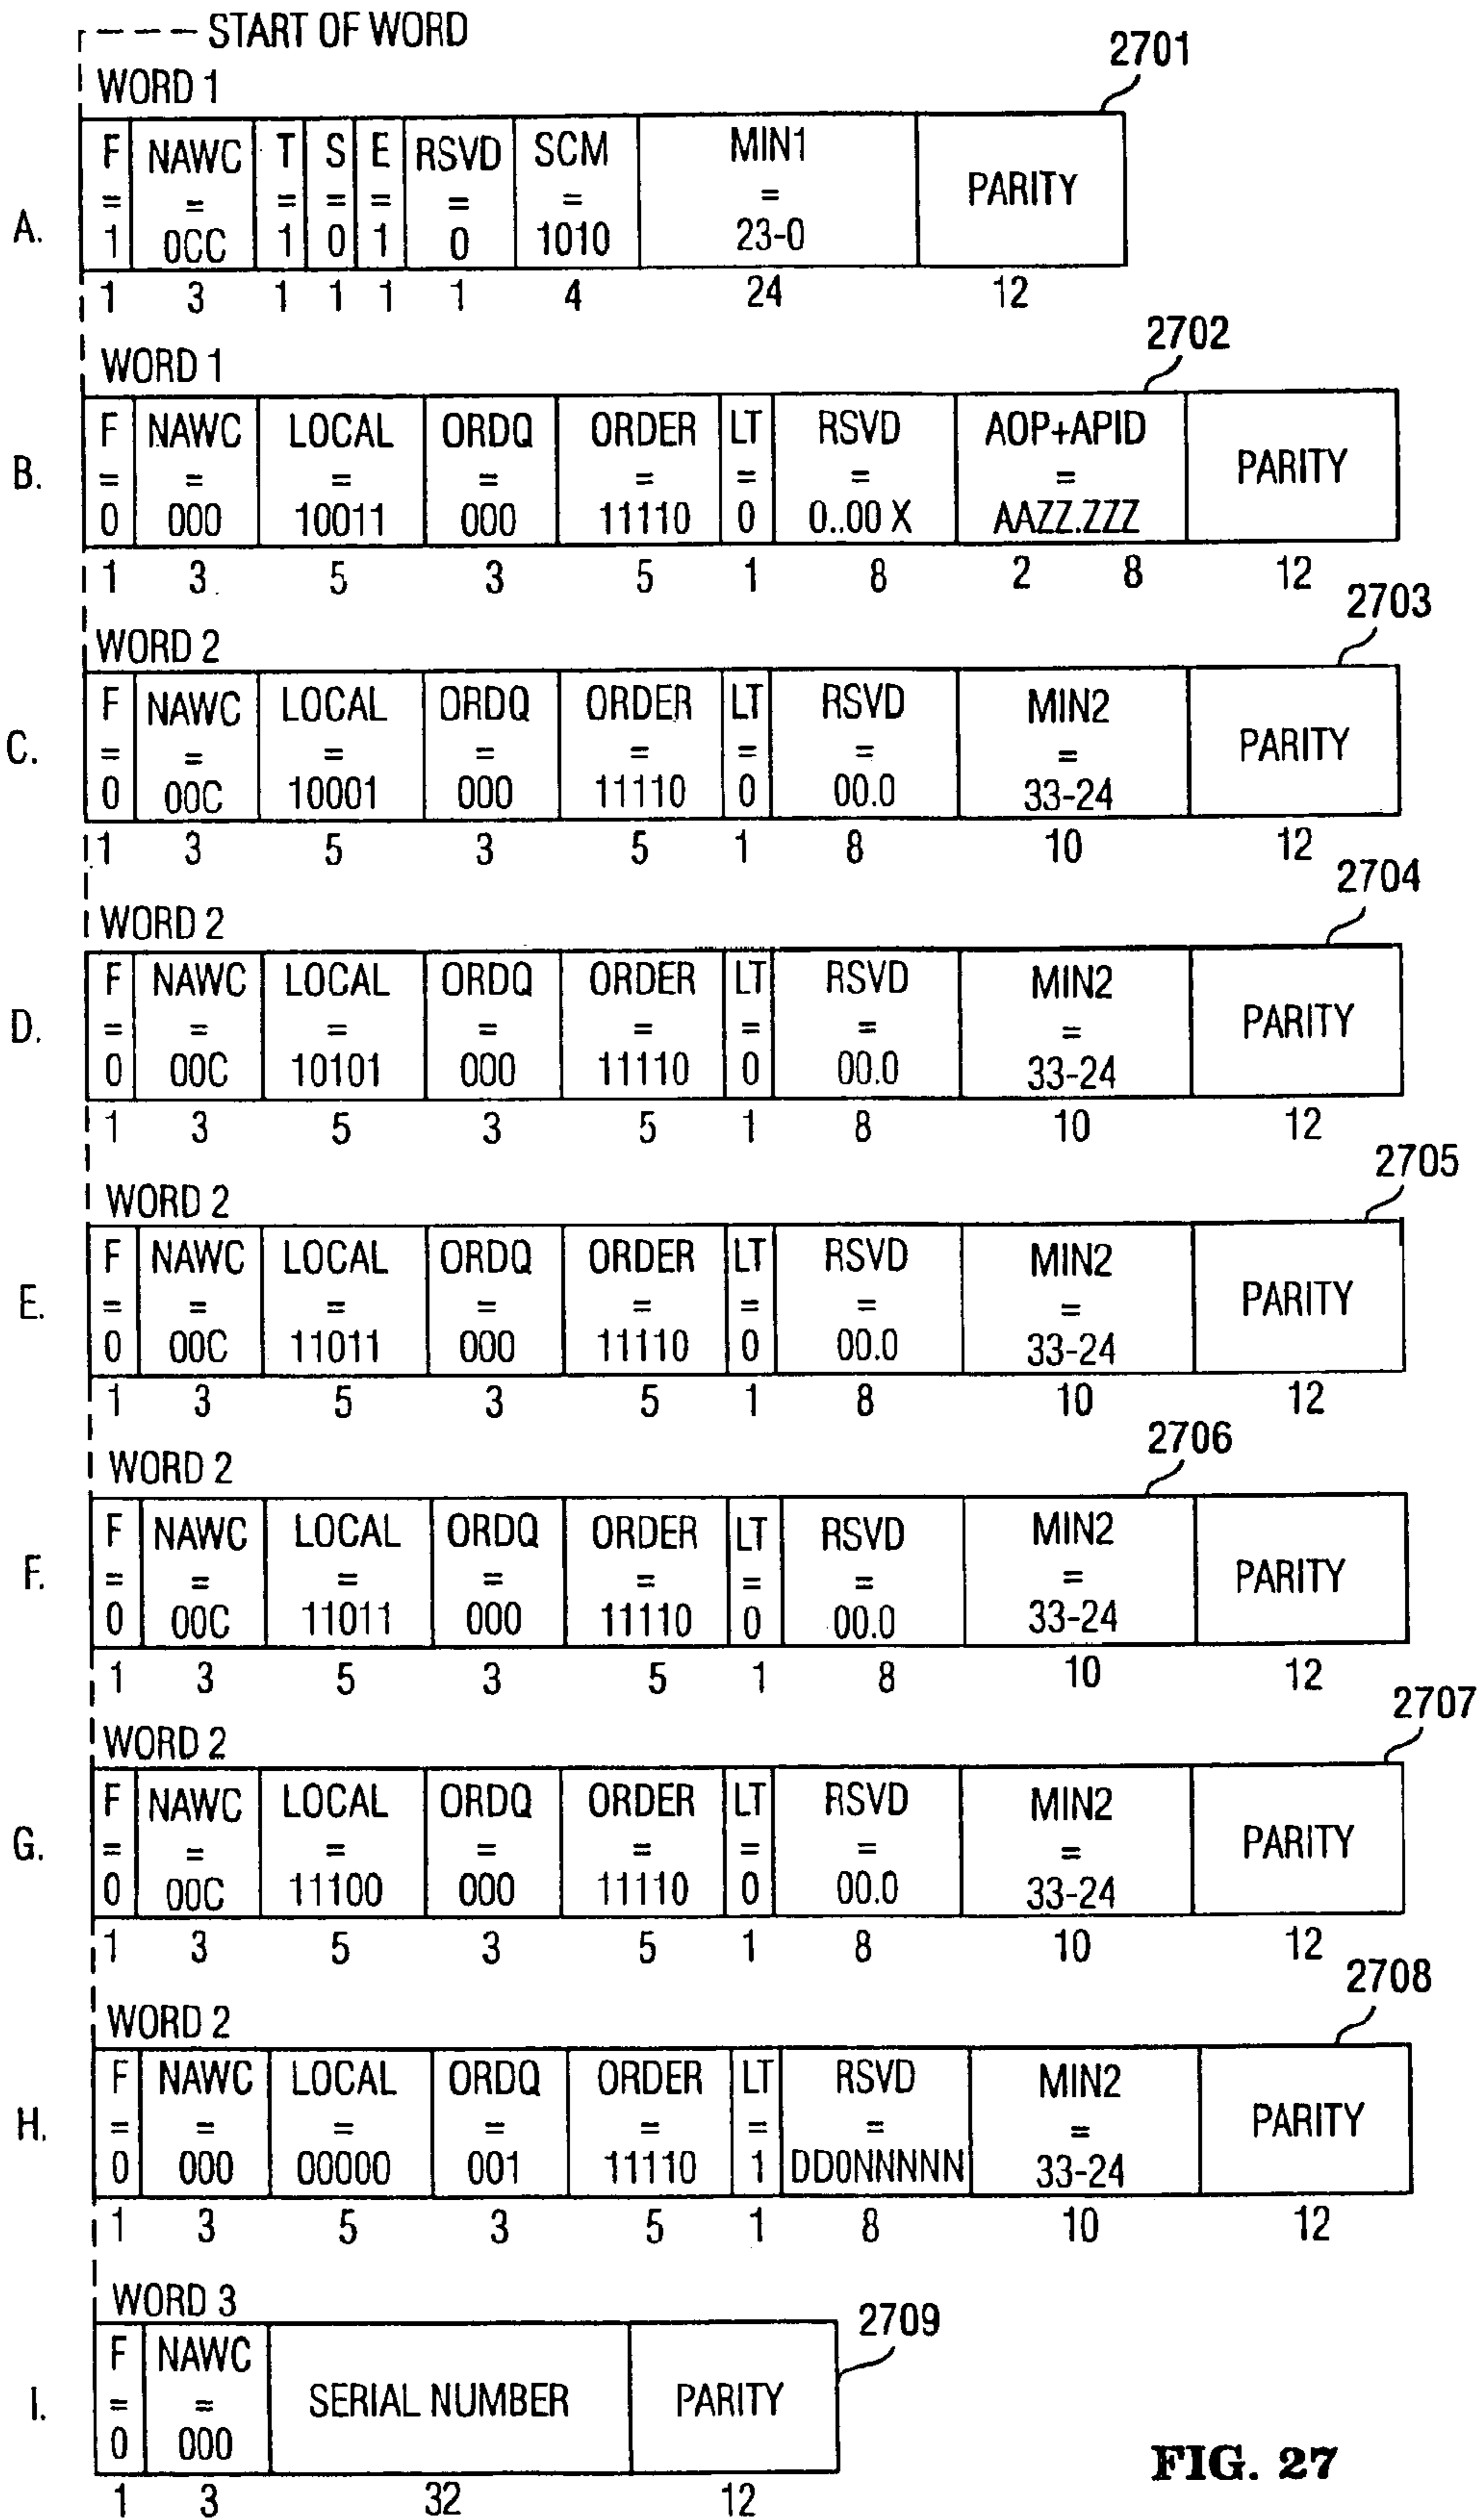 START OF WORD
2701
WORD 1
F NAWC T S E RSVD SCM MIN1 PARITY
= = = = = = = =
A. 1 0CC 1 0 1 0 1010 23-0
1 3 1 1 1 1 4 24 12
2702
WORD 1
F NAWC LOCAL ORDQ ORDER LT RSVD AOP+APID PARITY
= = = = = = = =
B. 0 000 10011 000 11110 0 0..00 X AAZZ.ZZZ
1 3. 5 3 5 1 8 2 8 12
2703
WORD 2
F NAWC LOCAL ORDQ ORDER LT RSVD MIN2 PARITY
= = = = = = = =
C. 0 00C 10001 000 11110 0 00.0 33-24
1 3 5 3 5 1 8 10 12
2704
WORD 2
F NAWC LOCAL ORDQ ORDER LT RSVD MIN2 PARITY
= = = = = = = =
D. 0 00C 10101 000 11110 0 00.0 33-24
1 3 5 3 5 1 8 10 12
2705
WORD 2
F NAWC LOCAL ORDQ ORDER LT RSVD MIN2 PARITY
= = = = = = = =
E. 0 00C 11011 000 11110 0 00.0 33-24
1 3 5 3 5 1 8 10 12
2706
WORD 2
F NAWC LOCAL ORDQ ORDER LT RSVD MIN2 PARITY
= = = = = = = =
F. 0 00C 11011 000 11110 0 00.0 33-24
1 3 5 3 5 1 8 10 12
2707
WORD 2
F NAWC LOCAL ORDQ ORDER LT RSVD MIN2 PARITY
= = = = = = = =
G. 0 00C 11100 000 11110 0 00.0 33-24
1 3 5 3 5 1 8 10 12
2708
WORD 2
F NAWC LOCAL ORDQ ORDER LT RSVD MIN2 PARITY
= = = = = = = =
H. 0 000 00000 001 11110 1 DD0NNNNN 33-24
1 3 5 3 5 1 8 10 12
WORD 3
2709
F NAWC SERIAL NUMBER PARITY
= =
I. 0 000
1 3 32 12
FIG. 27